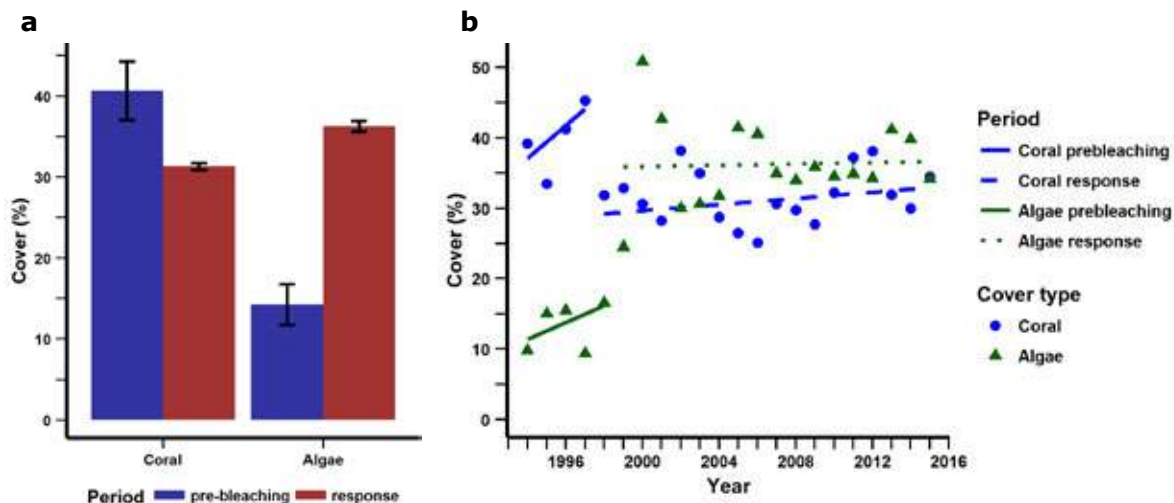 a
Cover (%)
40
30
20
10
0
Coral Algae
Period pre-bleaching response
b
Cover (%)
50
40
30
20
10
0
1996 2000 2004 2008 2012 2016
Year
Period
Coral prebleaching
Coral response
Algae prebleaching
Algae response
Cover type
Coral
Algae